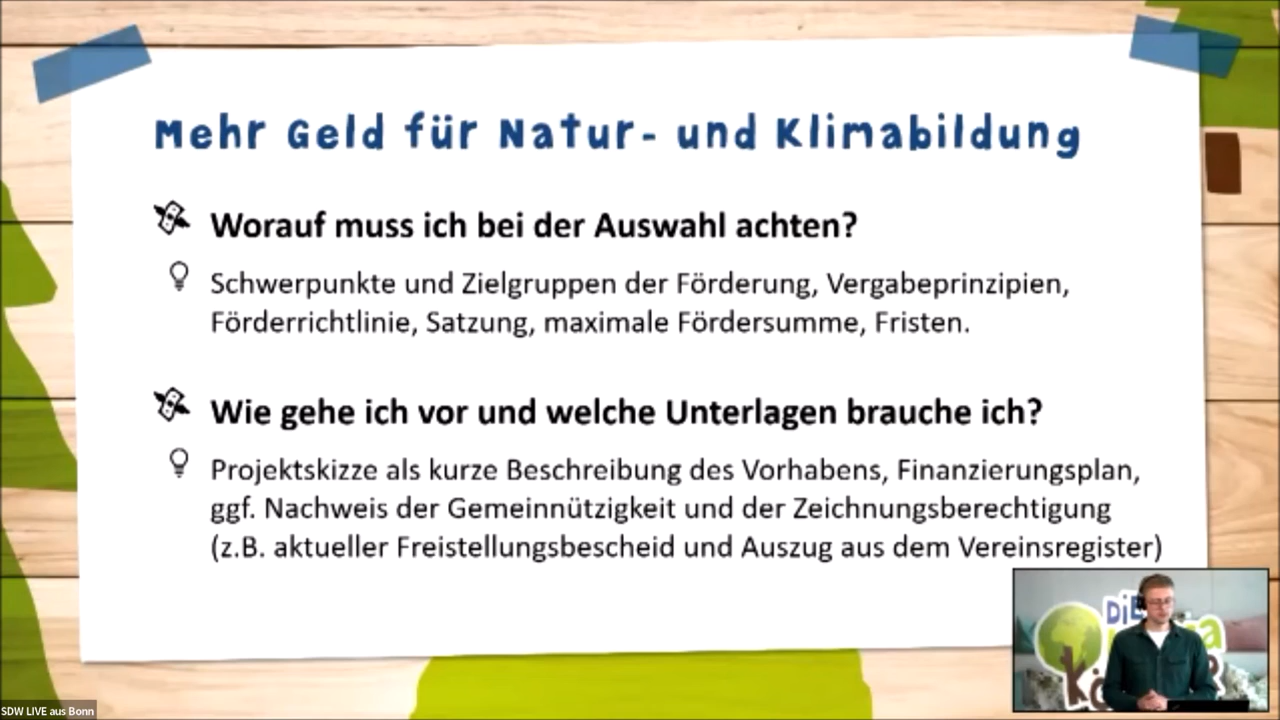 Mehr Geld für Natur- und Klimabildung
Worauf muss ich bei der Auswahl achten?
Schwerpunkte und Zielgruppen der Förderung, Vergabeprinzipien,
Förderrichtlinie, Satzung, maximale Fördersumme, Fristen.
Wie gehe ich vor und welche Unterlagen brauche ich?
Projektskizze als kurze Beschreibung des Vorhabens, Finanzierungsplan,
ggf. Nachweis der Gemeinnützigkeit und der Zeichnungsberechtigung
(z.B. aktueller Freistellungsbescheid und Auszug aus dem Vereinsregister)
DiE
SDW LIVE aus Bonn